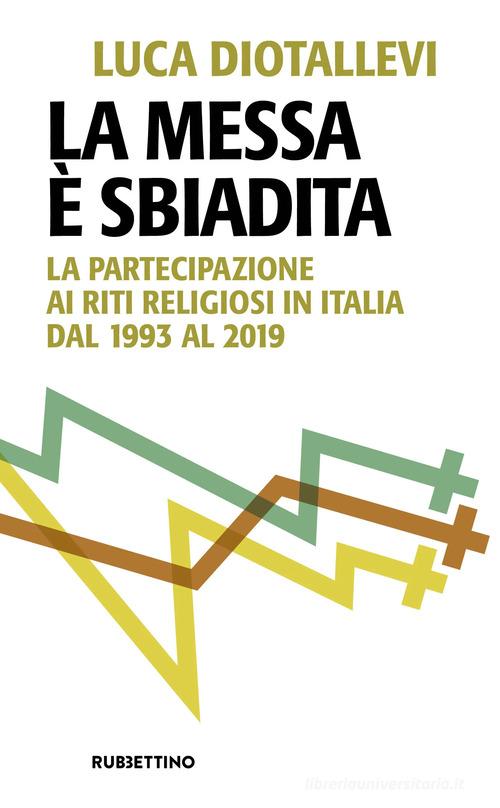 LUCA DIOTALLEVI
LA MESSA
È SBIADITA
LA PARTECIPAZIONE
AI RITI RELIGIOSI IN ITALIA
DAL 1993 AL 2019
RUBBETTINO
libreriauniversitaria.it